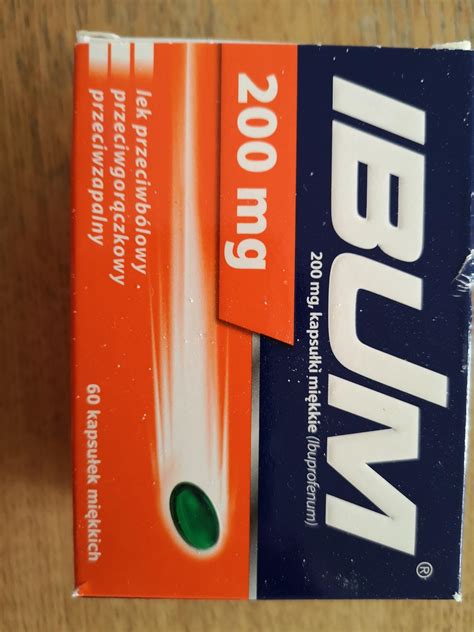 IBUM®
200 mg, kapsułki miękkie (Ibuprofenum)
200 mg
lek przeciwbólowy
przeciwgorączkowy
przeciwzapalny
60 kapsułek miękkich